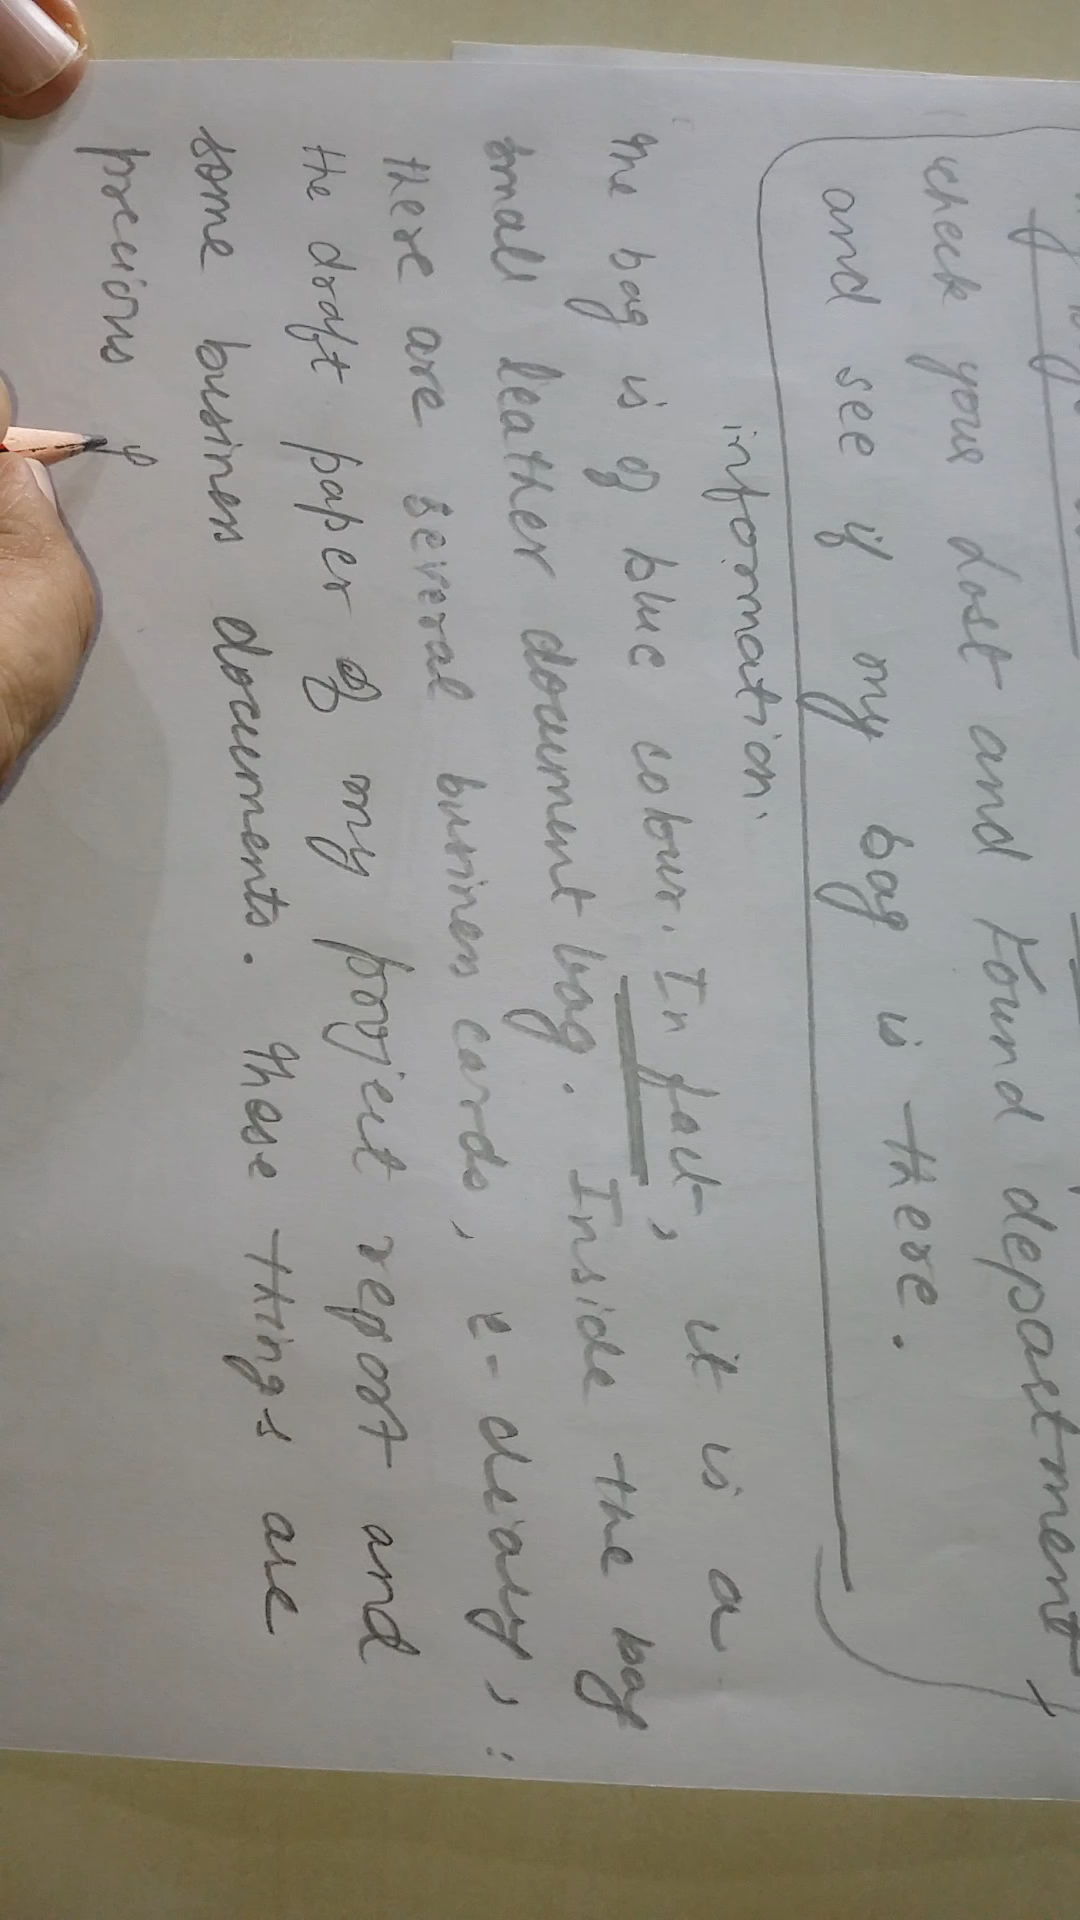 check your Lost and Found department
and see if my bag is there.
information.
The bag is of blue colour. In fact, it is a
small leather document bag. Inside the bag
there are several business cards, e-diary,
the draft paper of my project report and
some business documents. These things are
precious